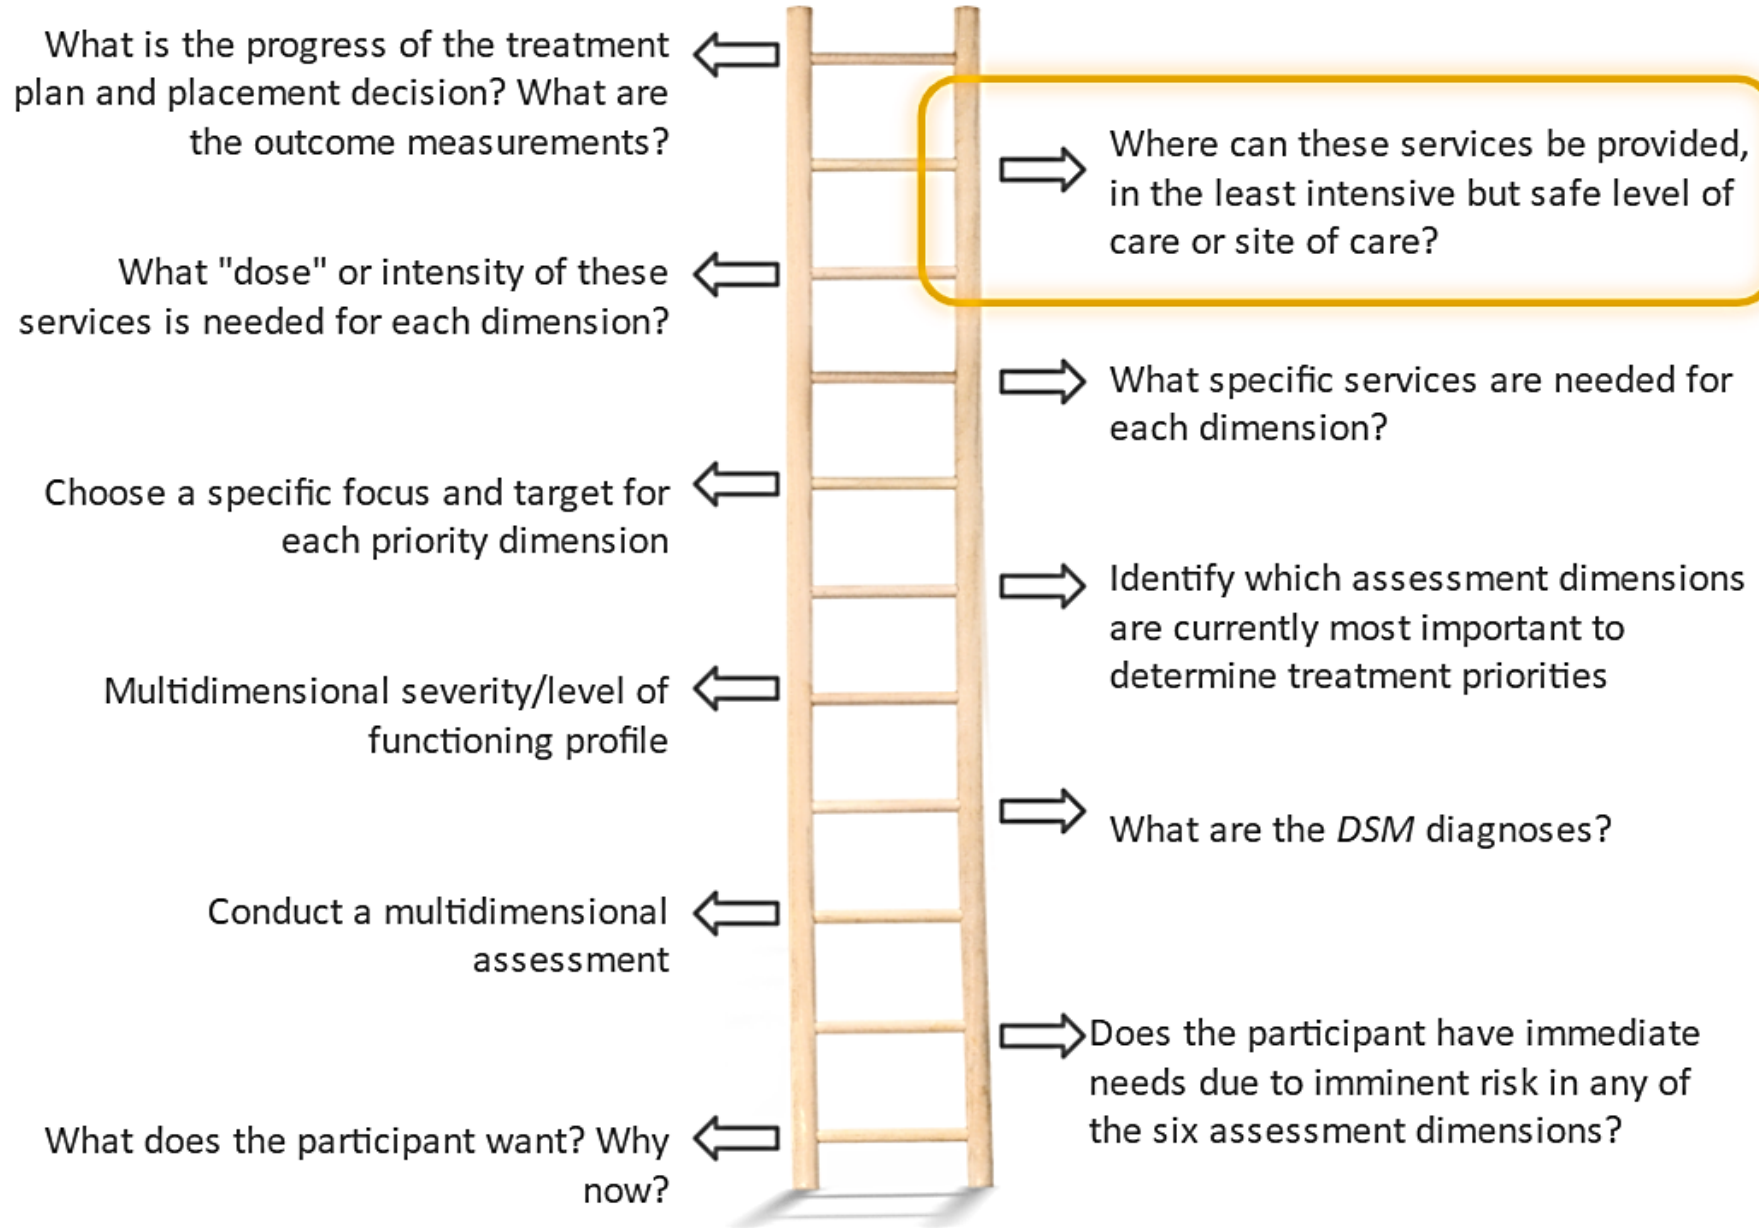 What is the progress of the treatment
plan and placement decision? What are
the outcome measurements?
Where can these services be provided,
in the least intensive but safe level of
care or site of care?
What "dose" or intensity of these
services is needed for each dimension?
What specific services are needed for
each dimension?
Choose a specific focus and target for
each priority dimension
Identify which assessment dimensions
are currently most important to
determine treatment priorities
Multidimensional severity/level of
functioning profile
What are the DSM diagnoses?
Conduct a multidimensional
assessment
Does the participant have immediate
needs due to imminent risk in any of
the six assessment dimensions?
What does the participant want? Why
now?